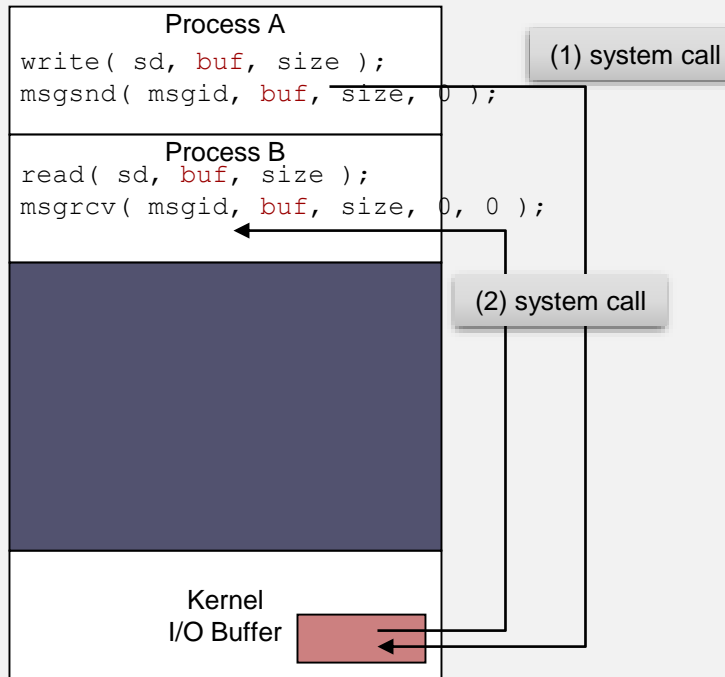 Process A
(1) system call
write( sd, buf, size );
msgsnd( msgid, buf, size, 0 );
Process B
read( sd, buf, size );
msgrcv( msgid, buf, size, 0, 0 );
(2) system call
Kernel
I/O Buffer